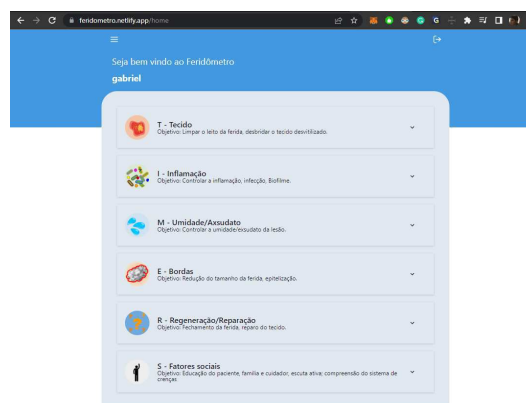 feridometro.netlify.app/home
Seja bem vindo ao Feridômetro
gabriel
T - Tecido
Objetivo: Limpar o leito da ferida, desbridar o tecido desvitilizado.
I - Inflamação
Objetivo: Controlar a inflamação, infecção, Biofilme.
M - Umidade/Axsudato
Objetivo: Controlar a umidade/exsudato da lesão.
E - Bordas
Objetivo: Redução do tamanho da ferida, epitelização.
R - Regeneração/Reparação
Objetivo: Fechamento da ferida, reparo do tecido.
S - Fatores sociais
Objetivo: Educação do paciente, família e cuidador, escuta ativa: compreensão do sistema de
crenças